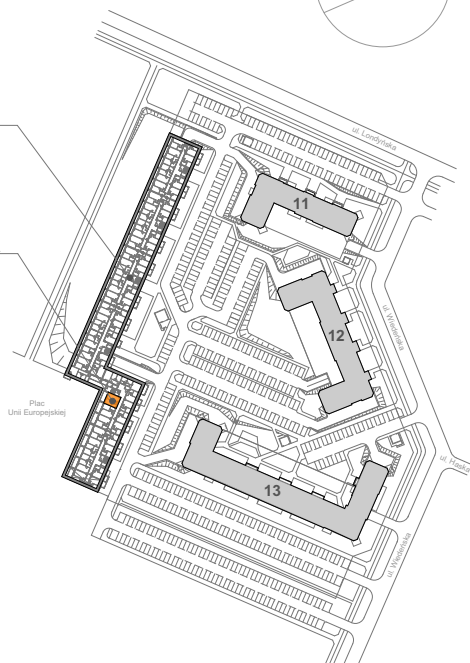 ul. Londyńska
11
ul. Wiedeńska
12
Plac
Unii Europejskiej
ul. Haska
13
ul. Wiedeńska